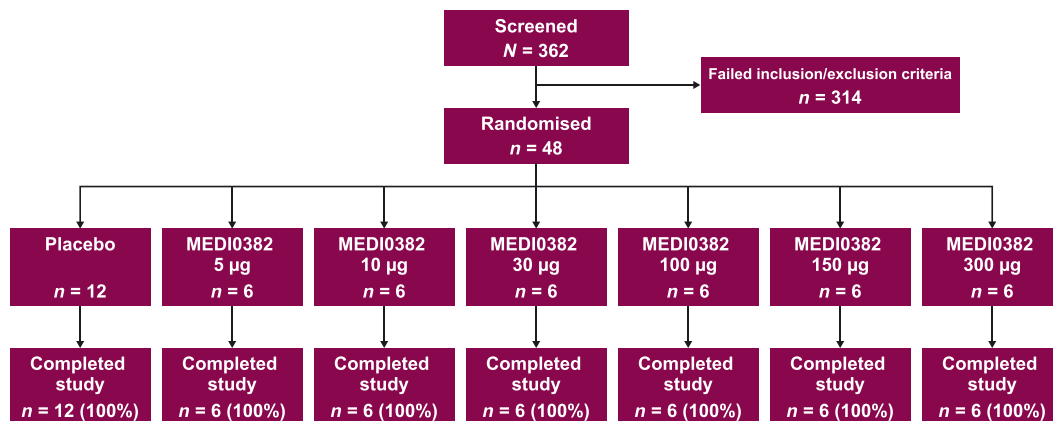 Screened
N = 362
Failed inclusion/exclusion criteria
n = 314
Randomised
n = 48
Placebo
n = 12
MEDI0382
5 µg
n = 6
MEDI0382
10 µg
n = 6
MEDI0382
30 µg
n = 6
MEDI0382
100 µg
n = 6
MEDI0382
150 µg
n = 6
MEDI0382
300 µg
n = 6
Completed
study
n = 12 (100%)
Completed
study
n = 6 (100%)
Completed
study
n = 6 (100%)
Completed
study
n = 6 (100%)
Completed
study
n = 6 (100%)
Completed
study
n = 6 (100%)
Completed
study
n = 6 (100%)